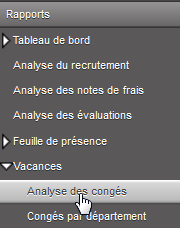 Rapports
Tableau de bord
Analyse du recrutement
Analyse des notes de frais
Analyse des évaluations
Feuille de présence
Vacances
Analyse des congés
Congés par département